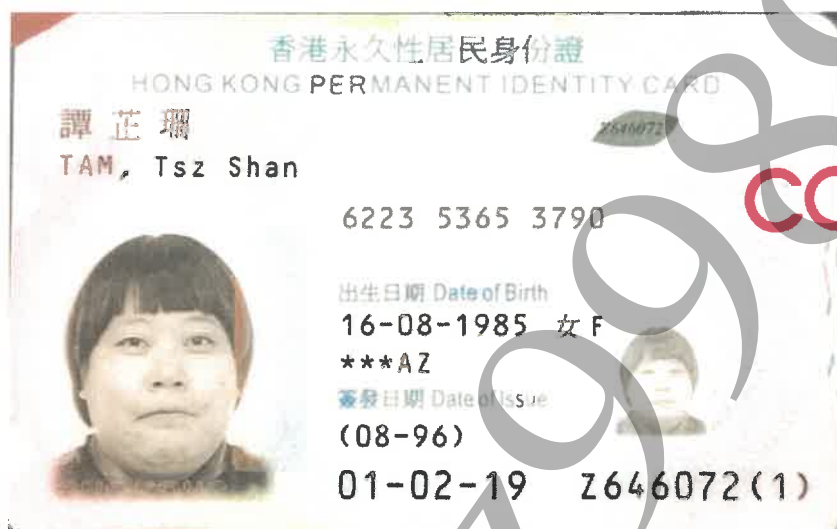 香港永久性居民身份證
HONG KONG PERMANENT IDENTITY CARD
譚芷珊
TAM, Tsz Shan
Z646072
6223 5365 3790
CO
出生日期 Date of Birth
16-08-1985 女 F
***AZ
簽發日期 Date of Issue
(08-96)
01-02-19 Z646072(1)